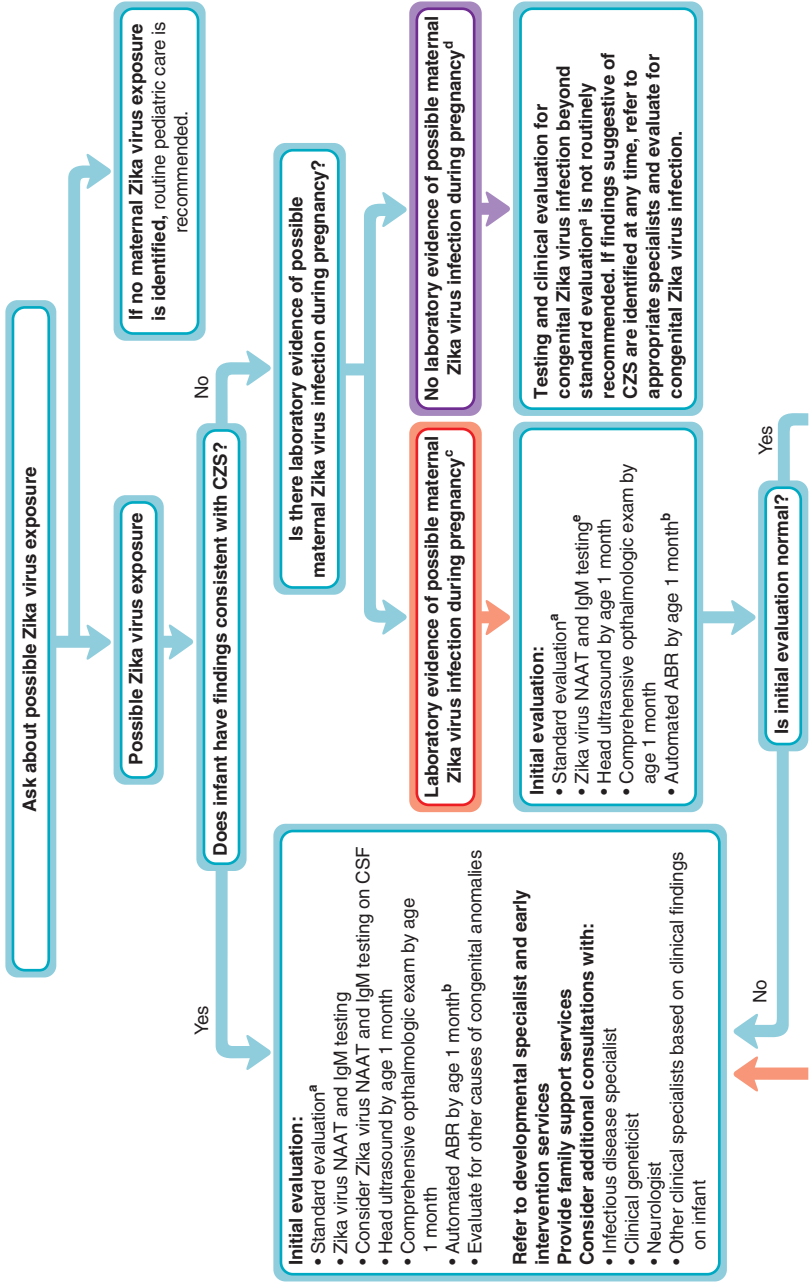 Ask about possible Zika virus exposure
Possible Zika virus exposure
If no maternal Zika virus exposure
is identified, routine pediatric care is
recommended.
Does infant have findings consistent with CZS?
Yes
No
Initial evaluation:
• Standard evaluationa
• Zika virus NAAT and IgM testing
• Consider Zika virus NAAT and IgM testing on CSF
• Head ultrasound by age 1 month
• Comprehensive opthalmologic exam by age
1 month
• Automated ABR by age 1 monthb
• Evaluate for other causes of congenital anomalies
Refer to developmental specialist and early
intervention services
Provide family support services
Consider additional consultations with:
• Infectious disease specialist
• Clinical geneticist
• Neurologist
• Other clinical specialists based on clinical findings
on infant
Is there laboratory evidence of possible
maternal Zika virus infection during pregnancy?
Laboratory evidence of possible maternal
Zika virus infection during pregnancyc
No laboratory evidence of possible maternal
Zika virus infection during pregnancyd
Initial evaluation:
• Standard evaluationa
• Zika virus NAAT and IgM testinge
• Head ultrasound by age 1 month
• Comprehensive opthalmologic exam by
age 1 month
• Automated ABR by age 1 monthb
Testing and clinical evaluation for
congenital Zika virus infection beyond
standard evaluationa is not routinely
recommended. If findings suggestive of
CZS are identified at any time, refer to
appropriate specialists and evaluate for
congenital Zika virus infection.
Is initial evaluation normal?
No
Yes